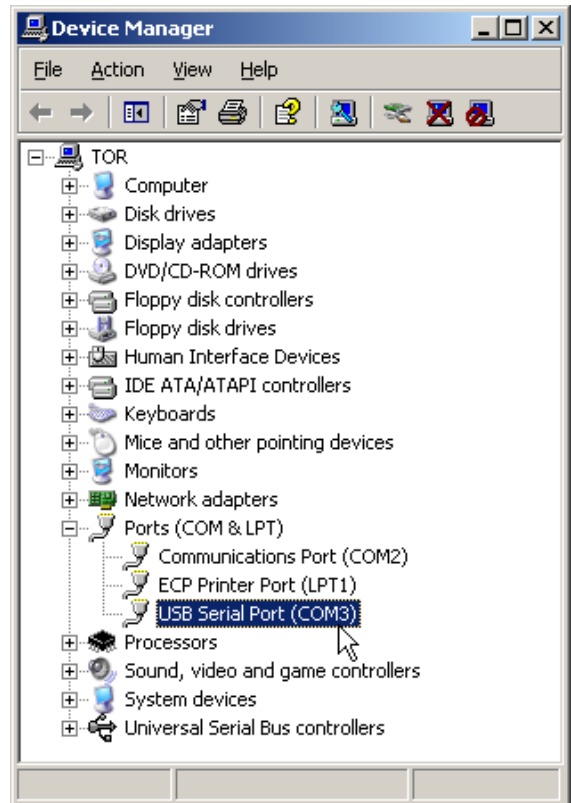 Device Manager
File Action View Help
TOR
Computer
Disk drives
Display adapters
DVD/CD-ROM drives
Floppy disk controllers
Floppy disk drives
Human Interface Devices
IDE ATA/ATAPI controllers
Keyboards
Mice and other pointing devices
Monitors
Network adapters
Ports (COM & LPT)
Communications Port (COM2)
ECP Printer Port (LPT1)
USB Serial Port (COM3)
Processors
Sound, video and game controllers
System devices
Universal Serial Bus controllers